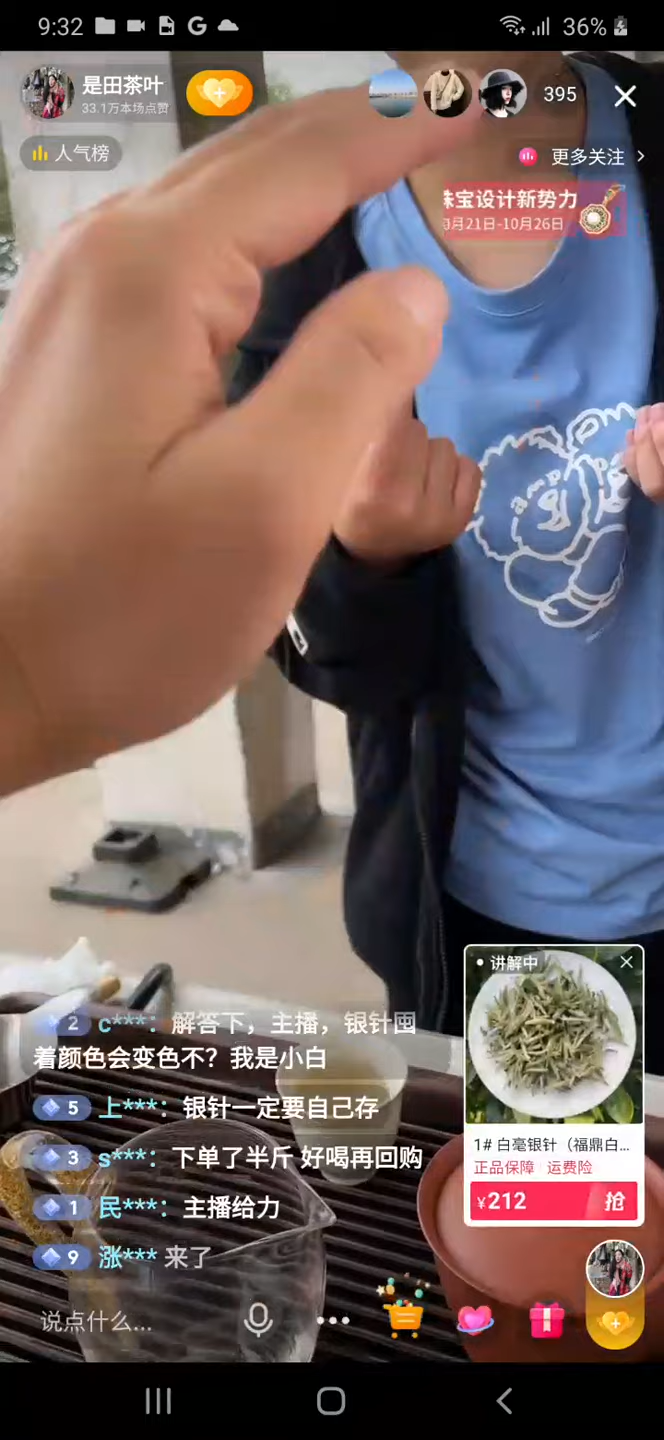 9:32
36%
是田茶叶
33.1万本场点赞
395
人气榜
更多关注
珠宝设计新势力
0月21日-10月26日
讲解中
2 c***：解答下，主播，银针囤
着颜色会变色不？我是小白
5 上***：银针一定要自己存
3 s***：下单了半斤 好喝再回购
1 民***：主播给力
9 涨*** 来了
1# 白毫银针（福鼎白...
正品保障 运费险
¥212 抢
说点什么...